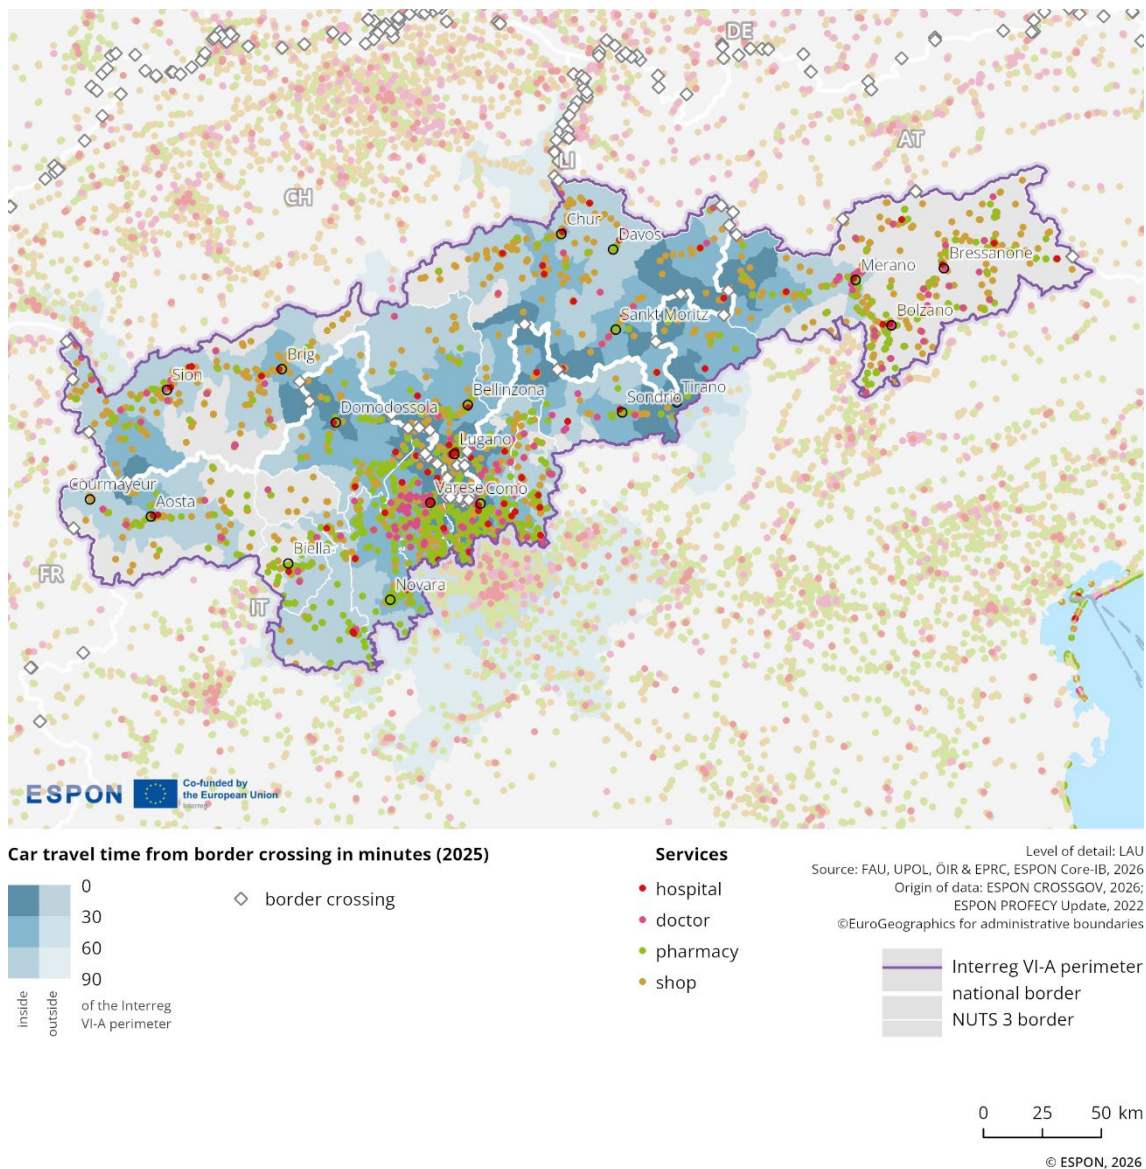 DE
AT
LI
CH
Chur
Davos
Merano
Bressanone
Bolzano
Sankt Moritz
Brig
Sion
Bellinzona
Domodossola
Sondrio
Tirano
Lugano
Courmayeur
Aosta
Varese
Como
Biella
FR
Novara
IT
ESPON
Co-funded by
the European Union
Interreg
Car travel time from border crossing in minutes (2025)
0
30
60
90
inside
outside
of the Interreg
VI-A perimeter
border crossing
Services
hospital
doctor
pharmacy
shop
Level of detail: LAU
Source: FAU, UPOL, ÖIR & EPRC, ESPON Core-IB, 2026
Origin of data: ESPON CROSSGOV, 2026;
ESPON PROFECY Update, 2022
©EuroGeographics for administrative boundaries
Interreg VI-A perimeter
national border
NUTS 3 border
0 25 50 km
© ESPON, 2026